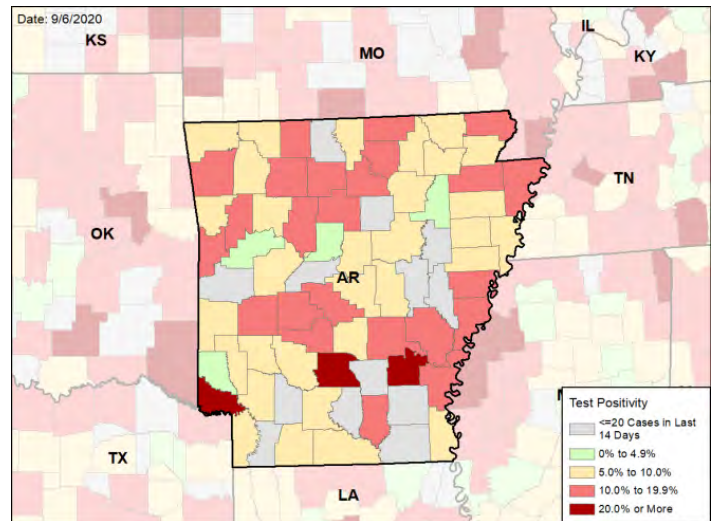 Date: 9/6/2020
KS
MO
IL
KY
TN
OK
AR
TX
LA
Test Positivity
<=20 Cases in Last
14 Days
0% to 4.9%
5.0% to 10.0%
10.0% to 19.9%
20.0% or More